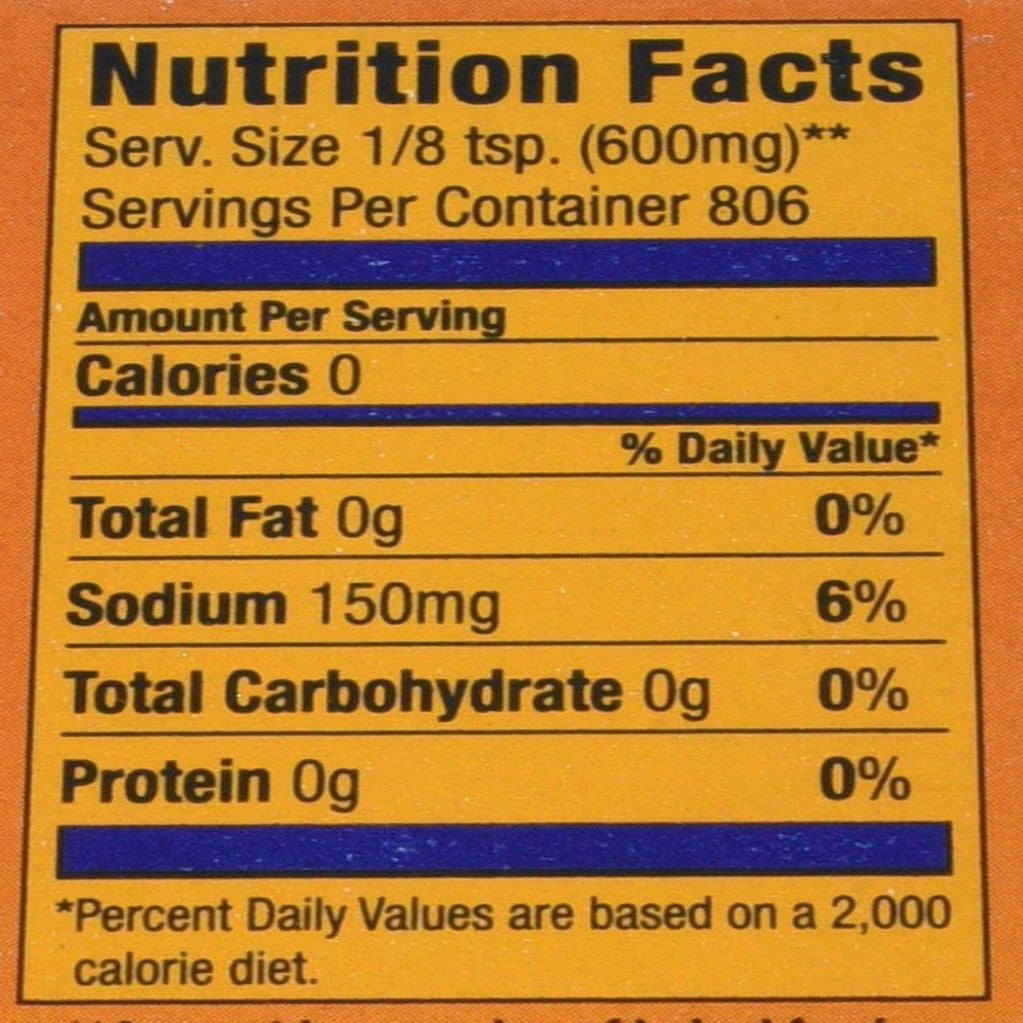 Nutrition Facts
Serv. Size 1/8 tsp. (600mg)**
Servings Per Container 806
Amount Per Serving
Calories 0
% Daily Value*
Total Fat 0g 0%
Sodium 150mg 6%
Total Carbohydrate 0g 0%
Protein 0g 0%
*Percent Daily Values are based on a 2,000
calorie diet.